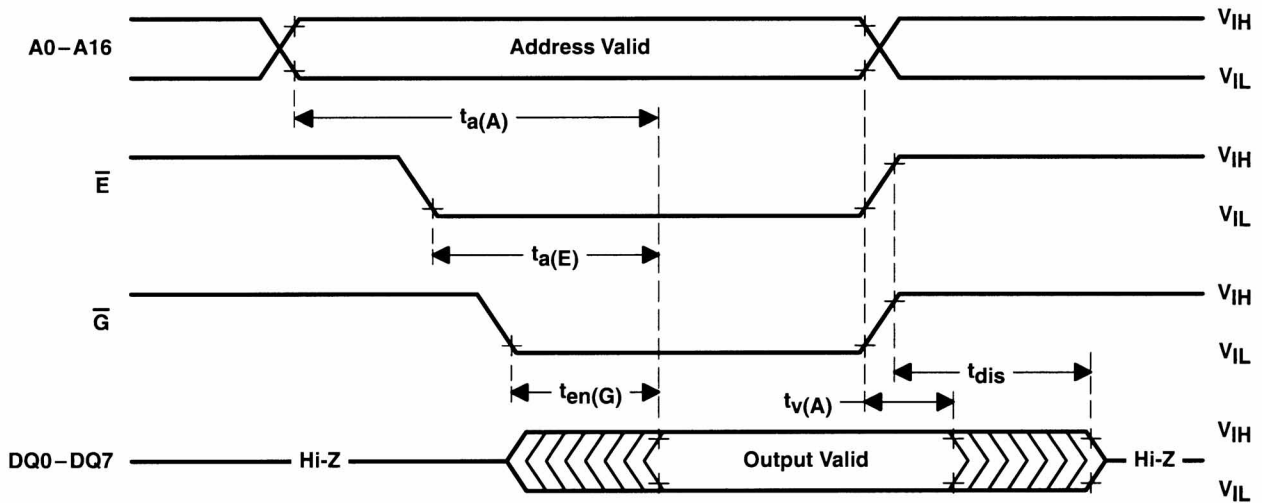 A0–A16
Address Valid
VIH
VIL
ta(A)
E
VIH
VIL
ta(E)
G
VIH
VIL
ten(G)
tdis
tv(A)
DQ0–DQ7
Hi-Z
Output Valid
Hi-Z
VIH
VIL